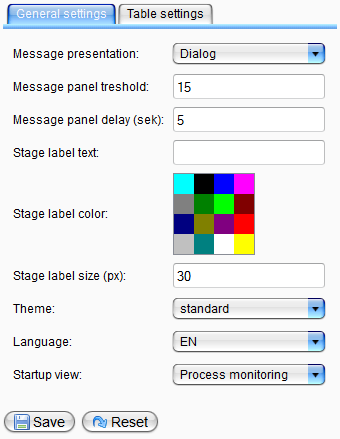 General settings Table settings
Message presentation: Dialog
Message panel treshold: 15
Message panel delay (sek): 5
Stage label text:
Stage label color:
Stage label size (px): 30
Theme: standard
Language: EN
Startup view: Process monitoring
Save Reset